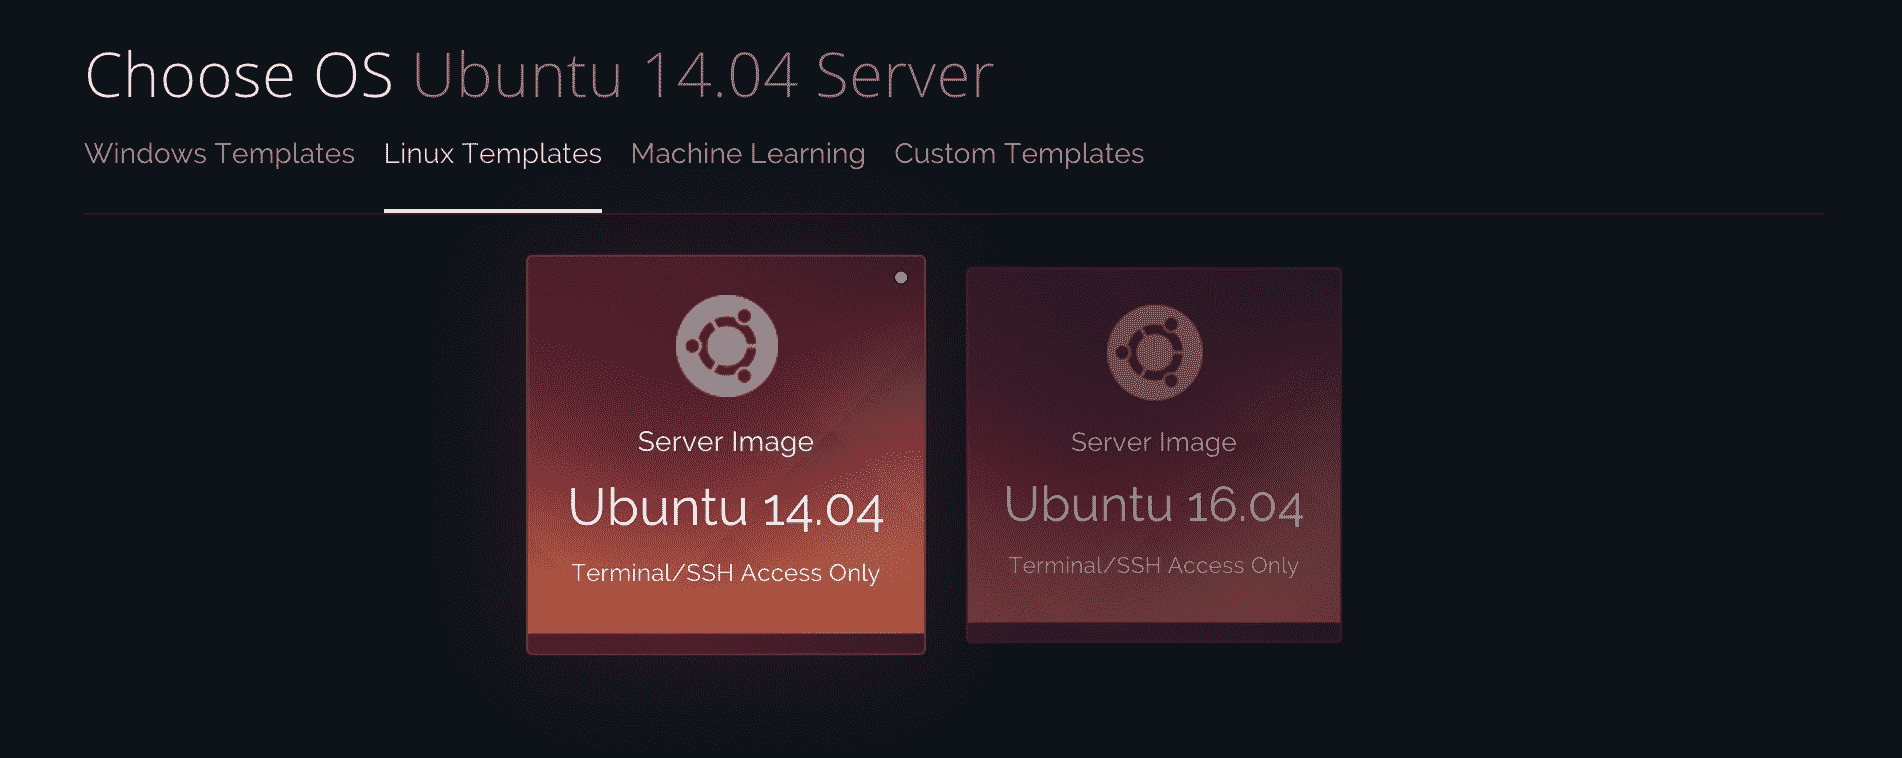 Choose OS Ubuntu 14.04 Server
Windows Templates Linux Templates Machine Learning Custom Templates
Server Image
Ubuntu 14.04
Terminal/SSH Access Only
Server Image
Ubuntu 16.04
Terminal/SSH Access Only